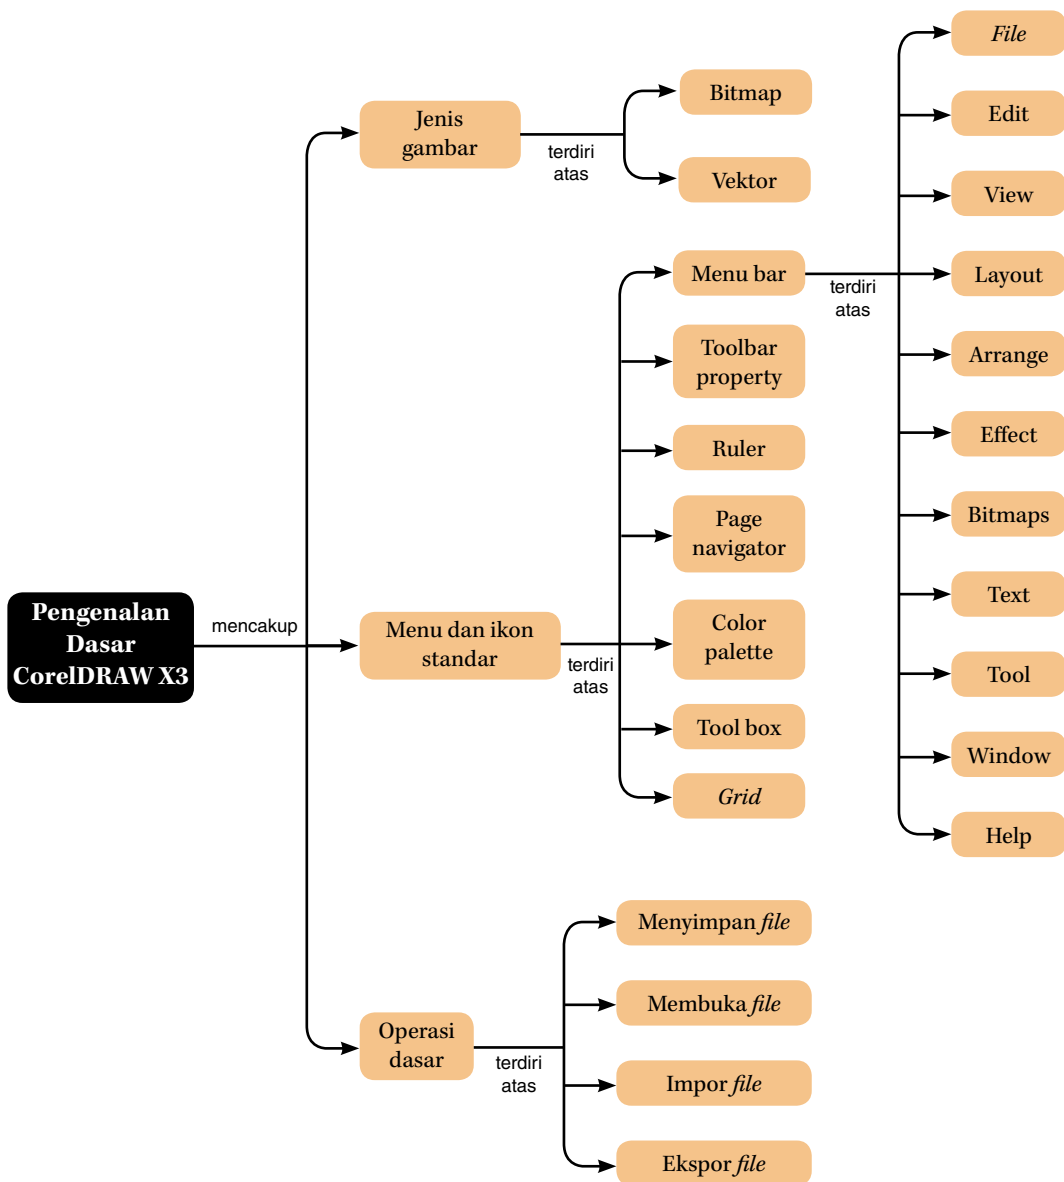 Pengenalan
Dasar
CorelDRAW X3
mencakup
Jenis
gambar
terdiri
atas
Bitmap
Vektor
Menu dan ikon
standar
terdiri
atas
Menu bar
terdiri
atas
File
Edit
View
Layout
Arrange
Effect
Bitmaps
Text
Tool
Window
Help
Toolbar
property
Ruler
Page
navigator
Color
palette
Tool box
Grid
Operasi
dasar
terdiri
atas
Menyimpan file
Membuka file
Impor file
Ekspor file